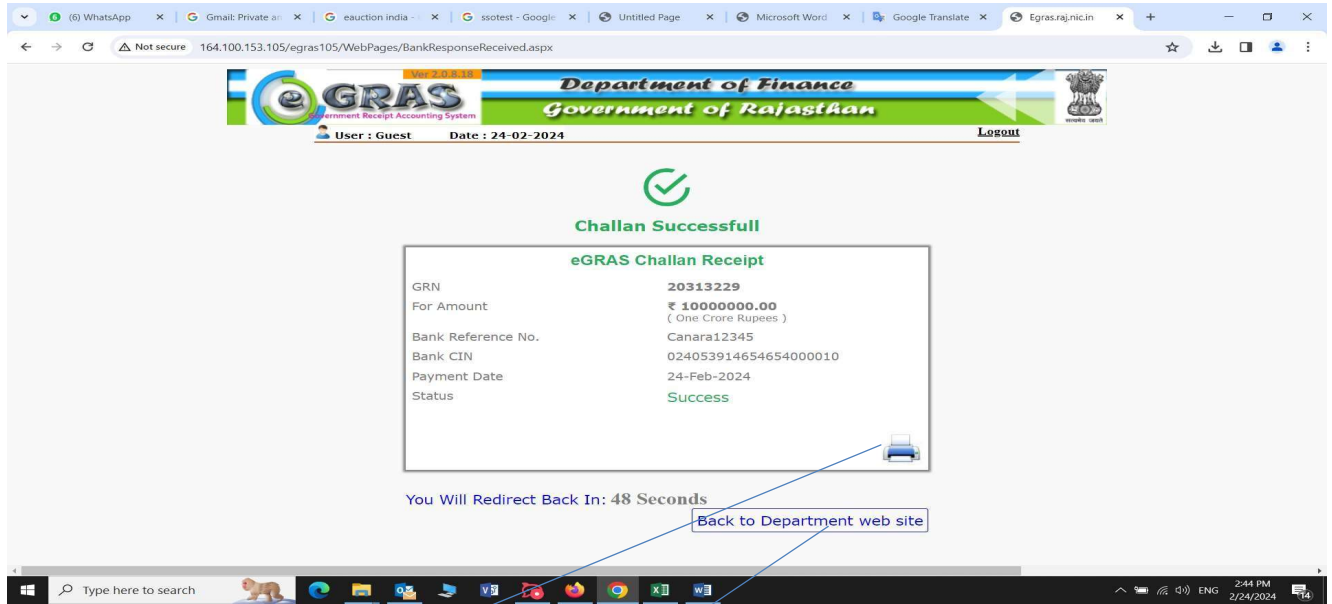 (6) WhatsApp
Gmail: Private an
eauction india -
ssotest - Google
Untitled Page
Microsoft Word
Google Translate
Egras.raj.nic.in
Not secure 164.100.153.105/egras105/WebPages/BankResponseReceived.aspx
Ver 2.0.8.18
eGRAS
Government Receipt Accounting System
Department of Finance
Government of Rajasthan
सत्यमेव जयते
User : Guest Date : 24-02-2024 Logout
Challan Successfull
eGRAS Challan Receipt
GRN 20313229
For Amount ₹ 10000000.00
( One Crore Rupees )
Bank Reference No. Canara12345
Bank CIN 024053914654654000010
Payment Date 24-Feb-2024
Status Success
You Will Redirect Back In: 48 Seconds
Back to Department web site
Type here to search
ENG
2:44 PM
2/24/2024